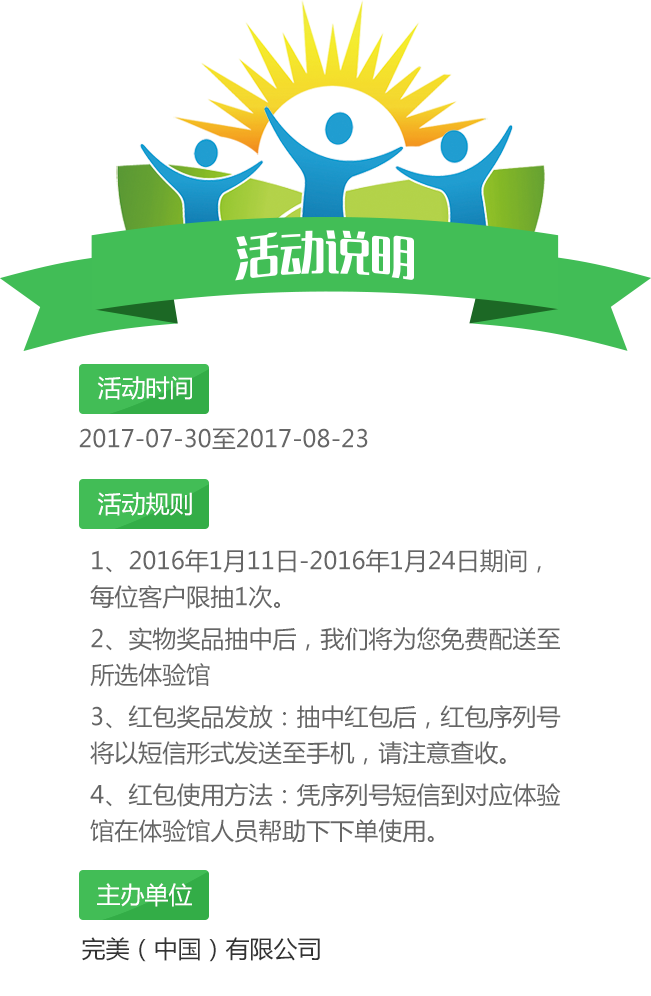 活动说明
活动时间
2017-07-30至2017-08-23
活动规则
1、2016年1月11日-2016年1月24日期间，
每位客户限抽1次。
2、实物奖品抽中后，我们将为您免费配送至
所选体验馆
3、红包奖品发放：抽中红包后，红包序列号
将以短信形式发送至手机，请注意查收。
4、红包使用方法：凭序列号短信到对应体验
馆在体验馆人员帮助下下单使用。
主办单位
完美（中国）有限公司